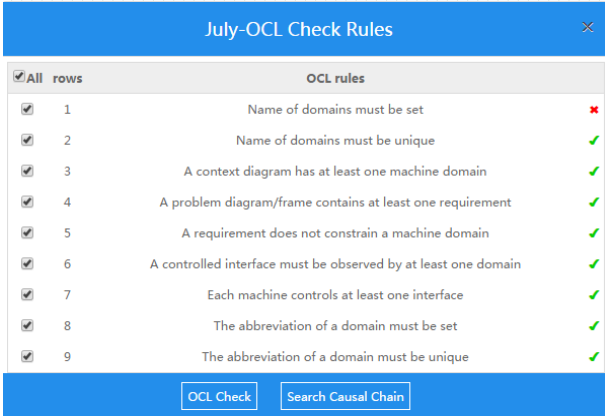 July-OCL Check Rules
All rows OCL rules
1 Name of domains must be set
2 Name of domains must be unique
3 A context diagram has at least one machine domain
4 A problem diagram/frame contains at least one requirement
5 A requirement does not constrain a machine domain
6 A controlled interface must be observed by at least one domain
7 Each machine controls at least one interface
8 The abbreviation of a domain must be set
9 The abbreviation of a domain must be unique
OCL Check Search Causal Chain